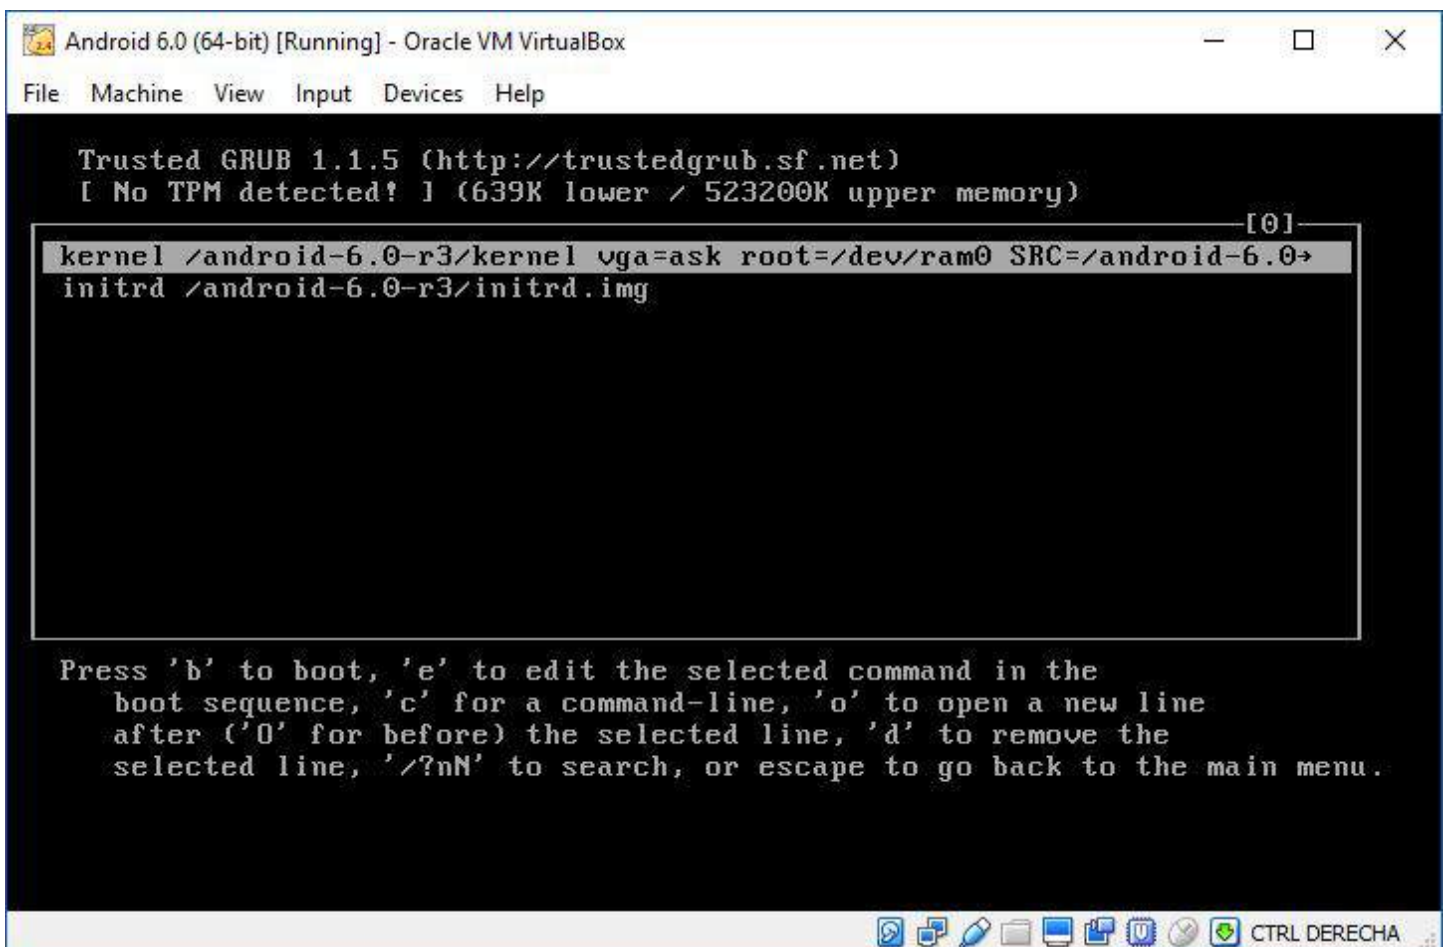 Android 6.0 (64-bit) [Running] - Oracle VM VirtualBox
File Machine View Input Devices Help
Trusted GRUB 1.1.5 (http://trustedgrub.sf.net)
[ No TPM detected! ] (639K lower / 523200K upper memory)
[0]
kernel /android-6.0-r3/kernel vga=ask root=/dev/ram0 SRC=/android-6.0→
initrd /android-6.0-r3/initrd.img
Press 'b' to boot, 'e' to edit the selected command in the
boot sequence, 'c' for a command-line, 'o' to open a new line
after ('O' for before) the selected line, 'd' to remove the
selected line, '/?nN' to search, or escape to go back to the main menu.
CTRL DERECHA